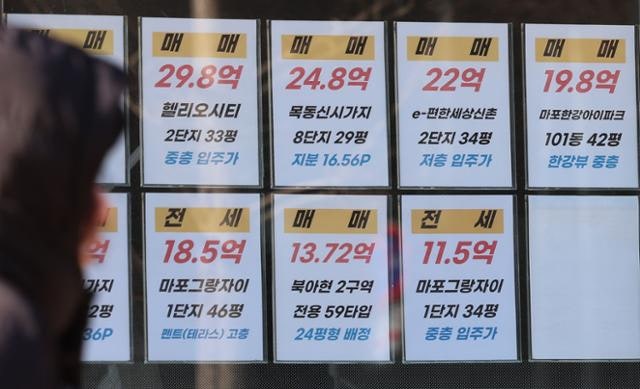 매 매
29.8억
헬리오시티
2단지 33평
중층 입주가
매 매
24.8억
목동신시가지
8단지 29평
지분 16.56P
매 매
22억
e-편한세상신촌
2단지 34평
저층 입주가
매 매
19.8억
마포한강아이파크
101동 42평
한강뷰 중층
전 세
18.5억
마포그랑자이
1단지 46평
펜트(테라스) 고층
매 매
13.72억
북아현 2구역
전용 59타입
24평형 배정
전 세
11.5억
마포그랑자이
1단지 34평
중층 입주가